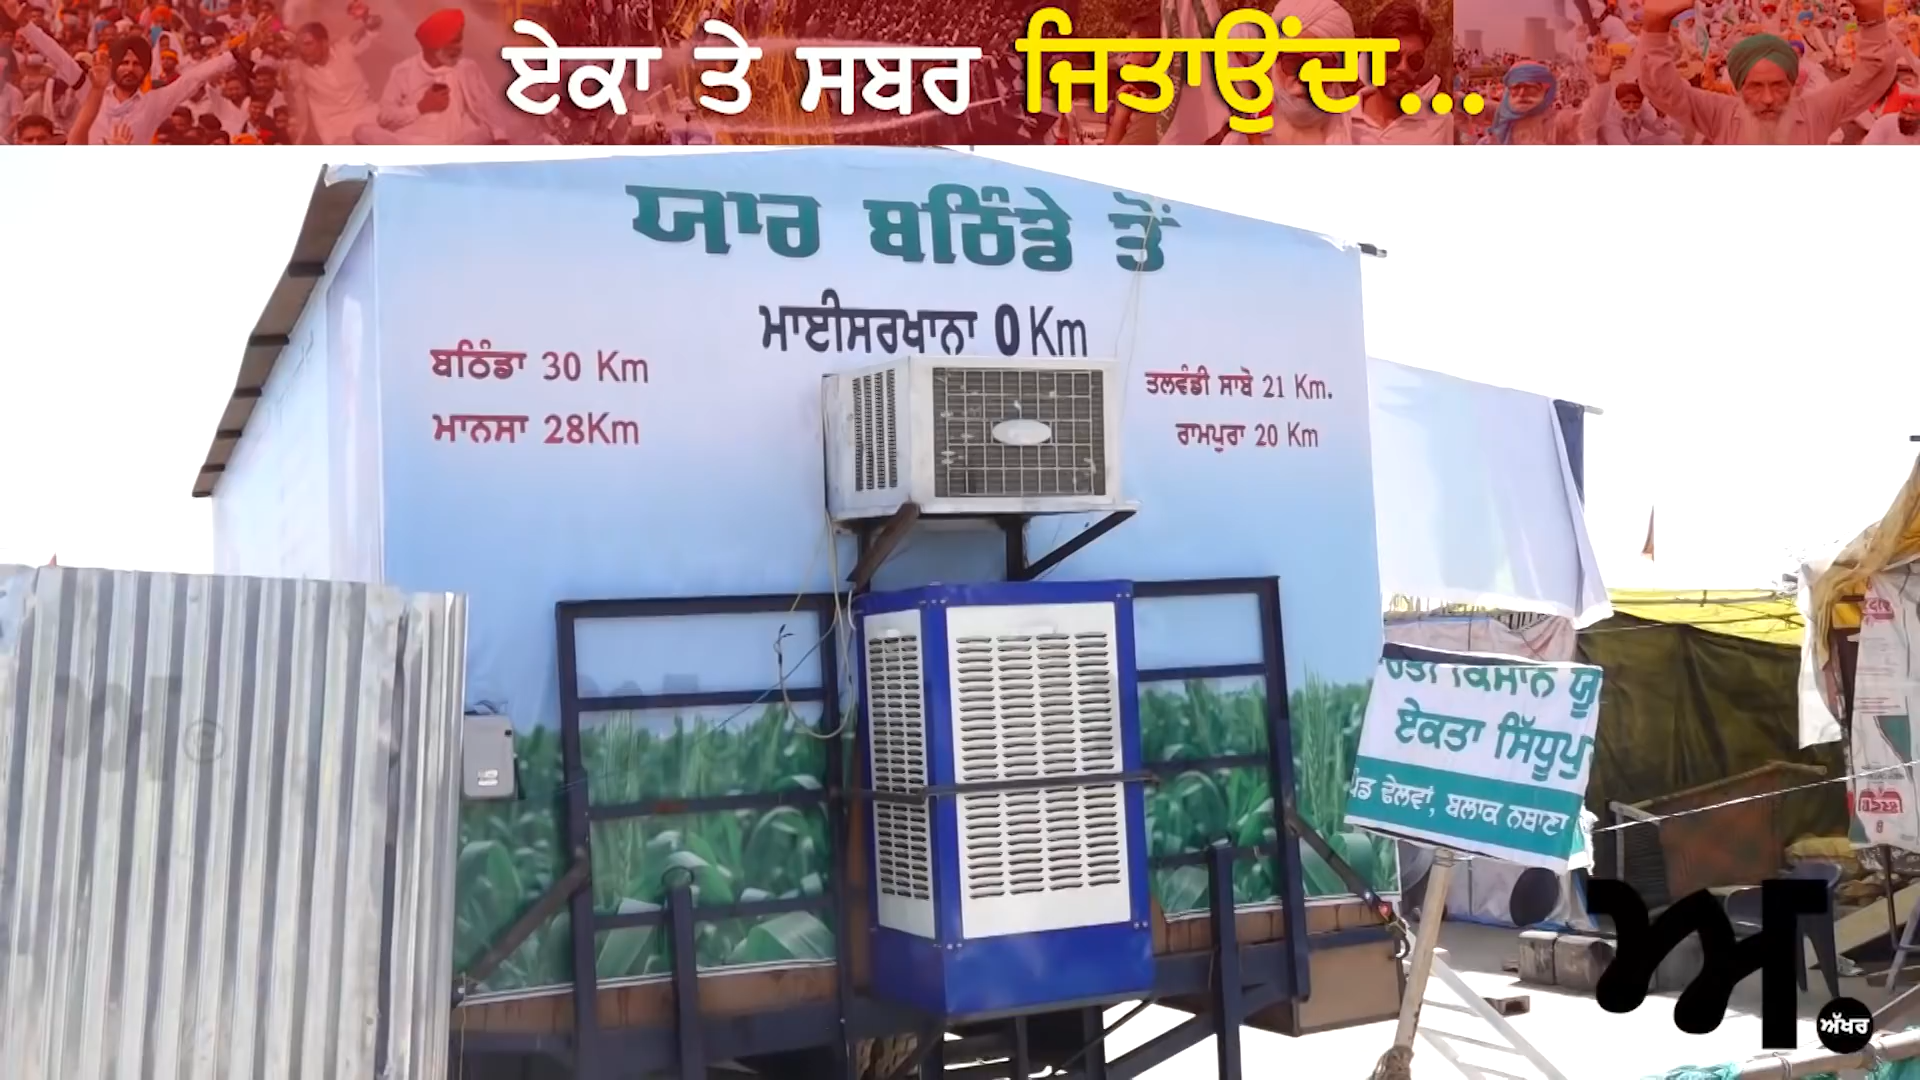 ਏਕਾ ਤੇ ਸਬਰ ਜਿਤਾਉਂਦਾ...
ਯਾਰ ਬਠਿੰਡੇ ਤੋਂ
ਮਾਈਸਰਖਾਨਾ 0 Km
ਬਠਿੰਡਾ 30 Km
ਮਾਨਸਾ 28Km
ਤਲਵੰਡੀ ਸਾਬੋ 21 Km.
ਰਾਮਪੁਰਾ 20 Km
ਕਿਸਾਨ
ਏਕਤਾ ਸਿੱਧੂਪੁ
ਢੇਲਵਾਂ, ਬਲਾਕ ਨਥਾਣਾ
ਅ
ਅੱਖਰ